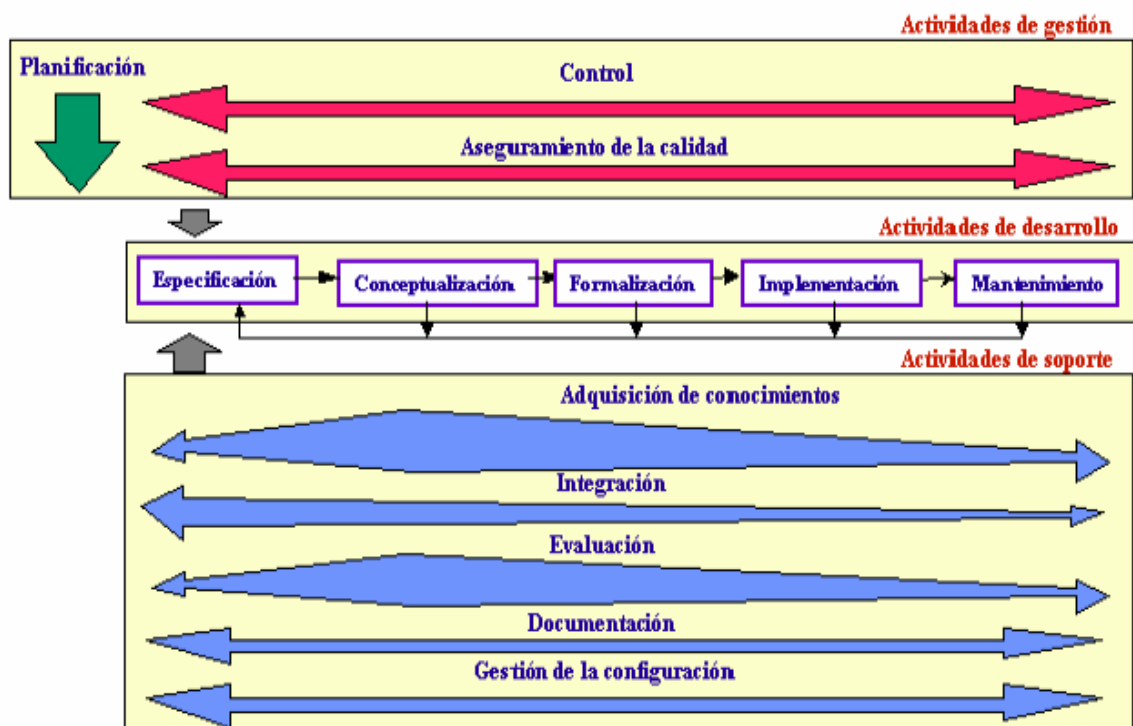 Actividades de gestión
Planificación
Control
Aseguramiento de la calidad
Actividades de desarrollo
Especificación
Conceptualización
Formalización
Implementación
Mantenimiento
Actividades de soporte
Adquisición de conocimientos
Integración
Evaluación
Documentación
Gestión de la configuración